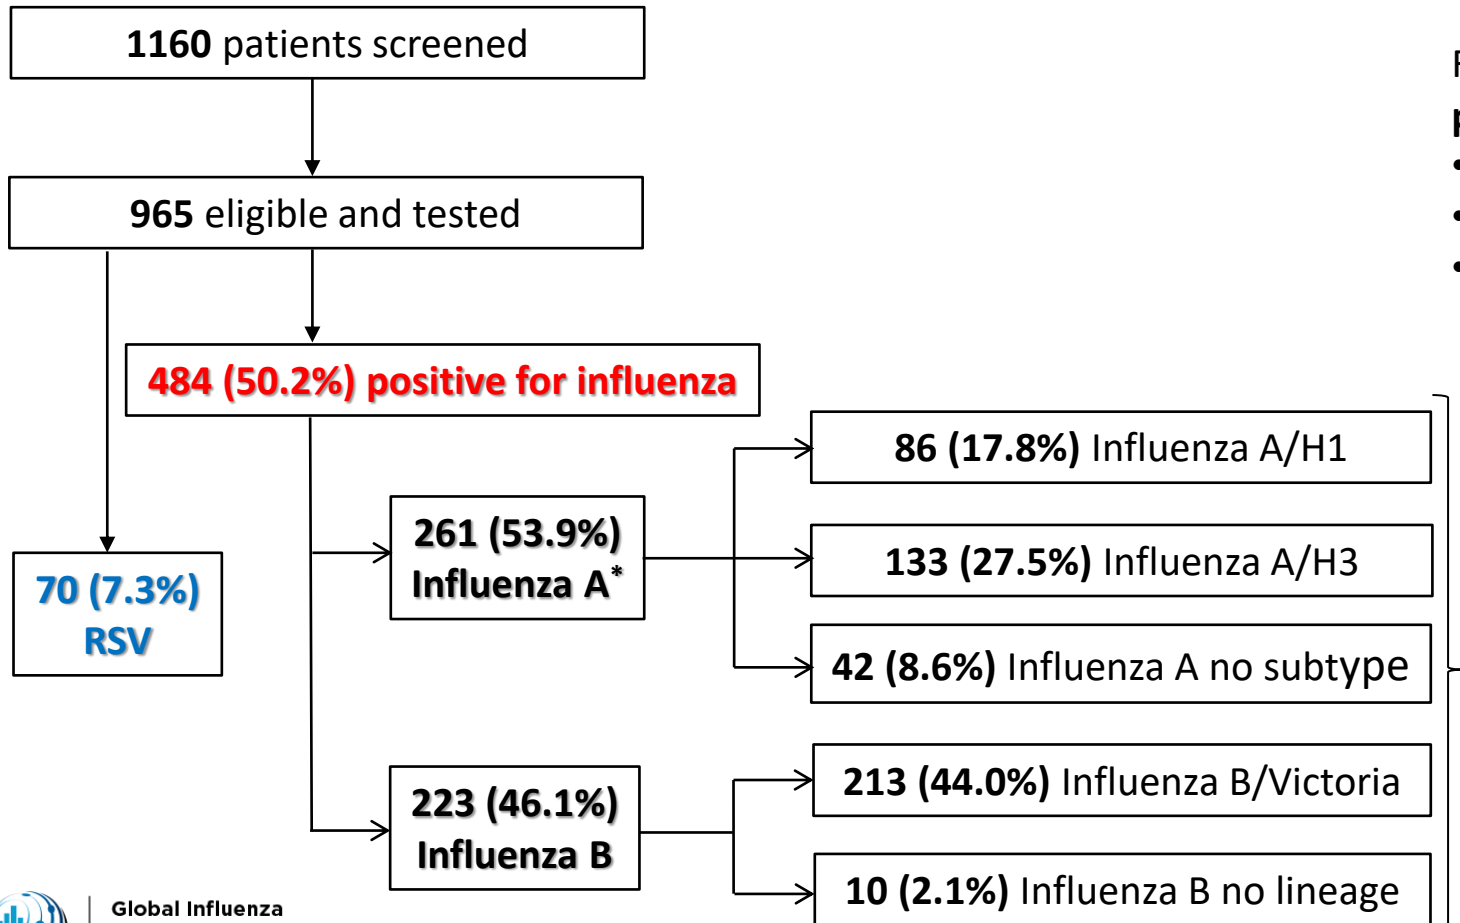 1160 patients screened
965 eligible and tested
484 (50.2%) positive for influenza
86 (17.8%) Influenza A/H1
261 (53.9%)
Influenza A*
133 (27.5%) Influenza A/H3
70 (7.3%)
RSV
42 (8.6%) Influenza A no subtype
213 (44.0%) Influenza B/Victoria
223 (46.1%)
Influenza B
10 (2.1%) Influenza B no lineage
Global Influenza